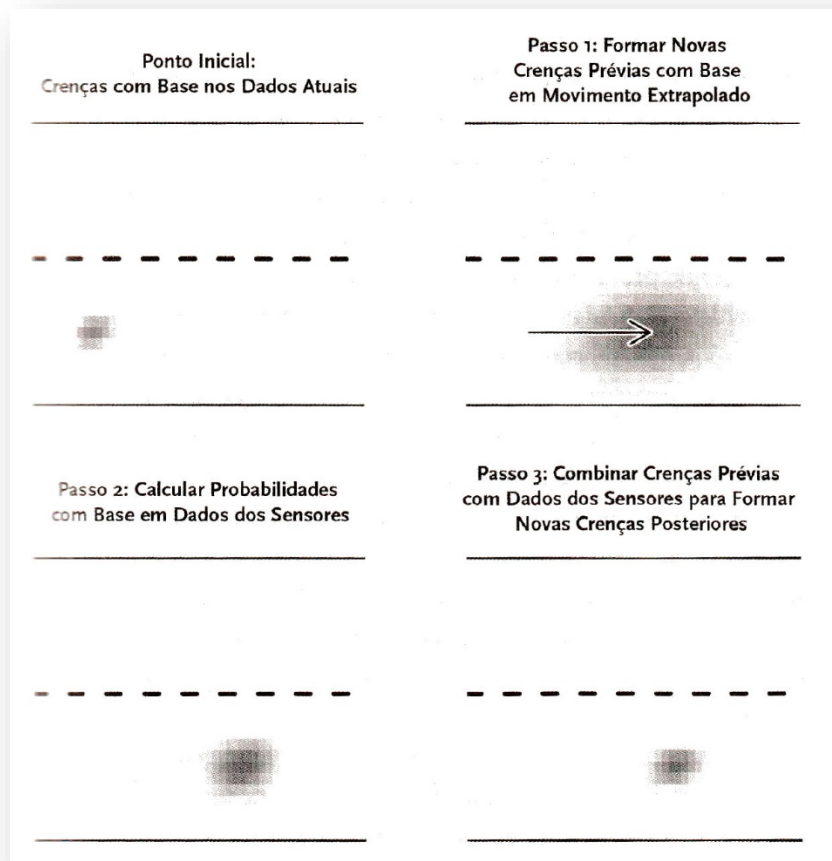 Ponto Inicial:
Crenças com Base nos Dados Atuais
Passo 1: Formar Novas
Crenças Prévias com Base
em Movimento Extrapolado
Passo 2: Calcular Probabilidades
com Base em Dados dos Sensores
Passo 3: Combinar Crenças Prévias
com Dados dos Sensores para Formar
Novas Crenças Posteriores